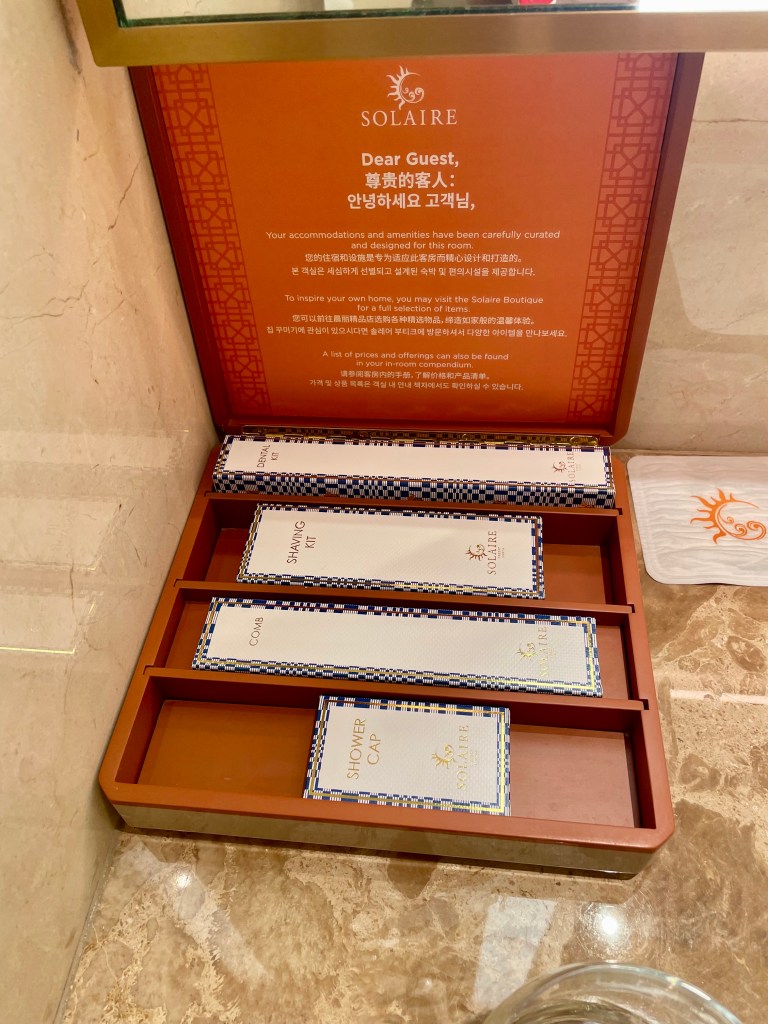 SOLAIRE
Dear Guest,
尊贵的客人：
안녕하세요 고객님,
Your accommodations and amenities have been carefully curated
and designed for this room.
您的住宿和设施是专为适应此客房而精心设计和打造的。
본 객실은 세심하게 선별되고 설계된 숙박 및 편의시설을 제공합니다.
To inspire your own home, you may visit the Solaire Boutique
for a full selection of items.
您可以前往晨丽精品店选购各种精选物品，缔造如家般的温馨体验。
집 꾸미기에 관심이 있으시다면 솔레어 부티크에 방문하셔서 다양한 아이템을 만나보세요.
A list of prices and offerings can also be found
in your in-room compendium.
请参阅客房内的手册，了解价格和产品清单。
가격 및 상품 목록은 객실 내 안내 책자에서도 확인하실 수 있습니다.
DENTAL
KIT
SOLAIRE
SHAVING
KIT
SOLAIRE
COMB
SOLAIRE
SHOWER
CAP
SOLAIRE